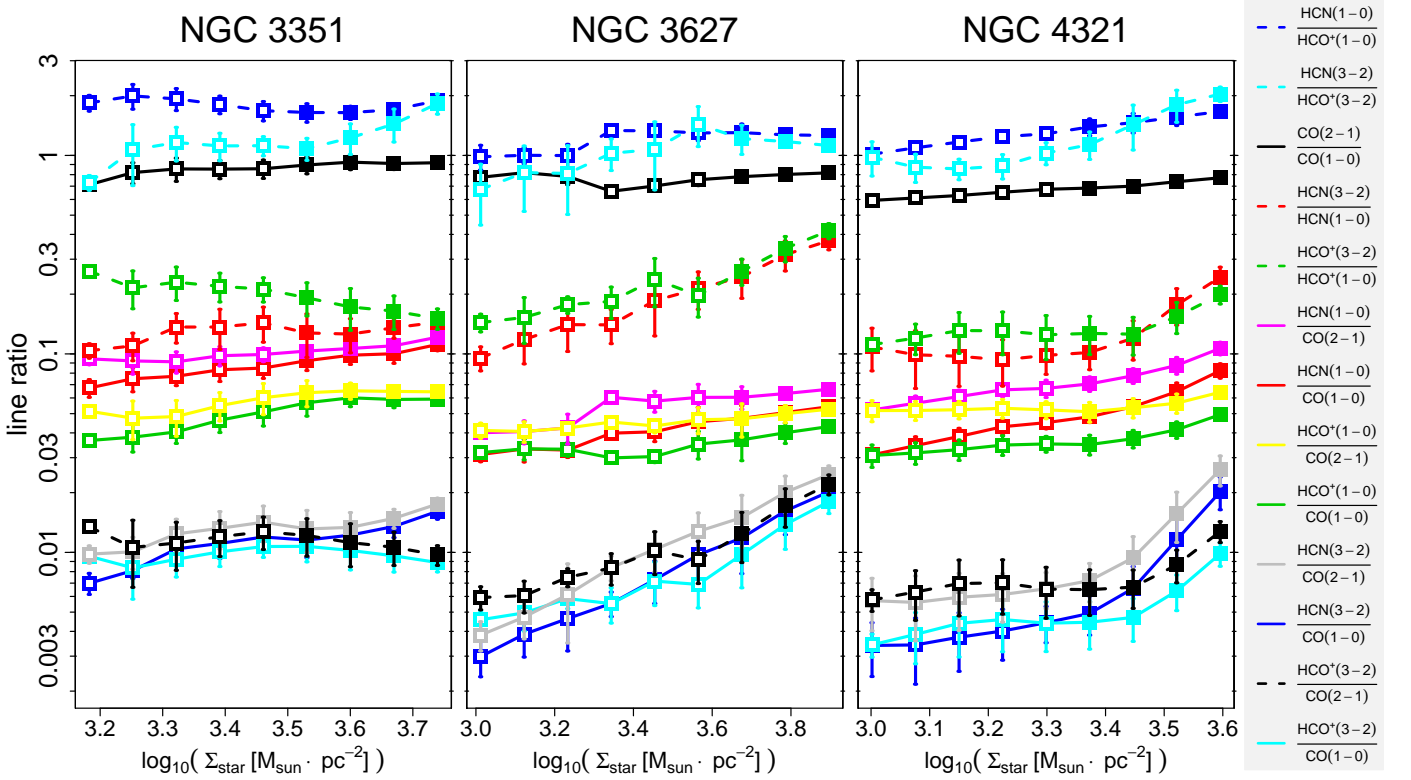 NGC 3351 NGC 3627 NGC 4321
line ratio
3
1
0.3
0.1
0.03
0.01
0.003
3.2 3.3 3.4 3.5 3.6 3.7
3.0 3.2 3.4 3.6 3.8
3.0 3.1 3.2 3.3 3.4 3.5 3.6
log₁₀( Σstar [Msun · pc⁻²] )
log₁₀( Σstar [Msun · pc⁻²] )
log₁₀( Σstar [Msun · pc⁻²] )
HCN(1−0)
HCO⁺(1−0)
HCN(3−2)
HCO⁺(3−2)
CO(2−1)
CO(1−0)
HCN(3−2)
HCN(1−0)
HCO⁺(3−2)
HCO⁺(1−0)
HCN(1−0)
CO(2−1)
HCN(1−0)
CO(1−0)
HCO⁺(1−0)
CO(2−1)
HCO⁺(1−0)
CO(1−0)
HCN(3−2)
CO(2−1)
HCN(3−2)
CO(1−0)
HCO⁺(3−2)
CO(2−1)
HCO⁺(3−2)
CO(1−0)